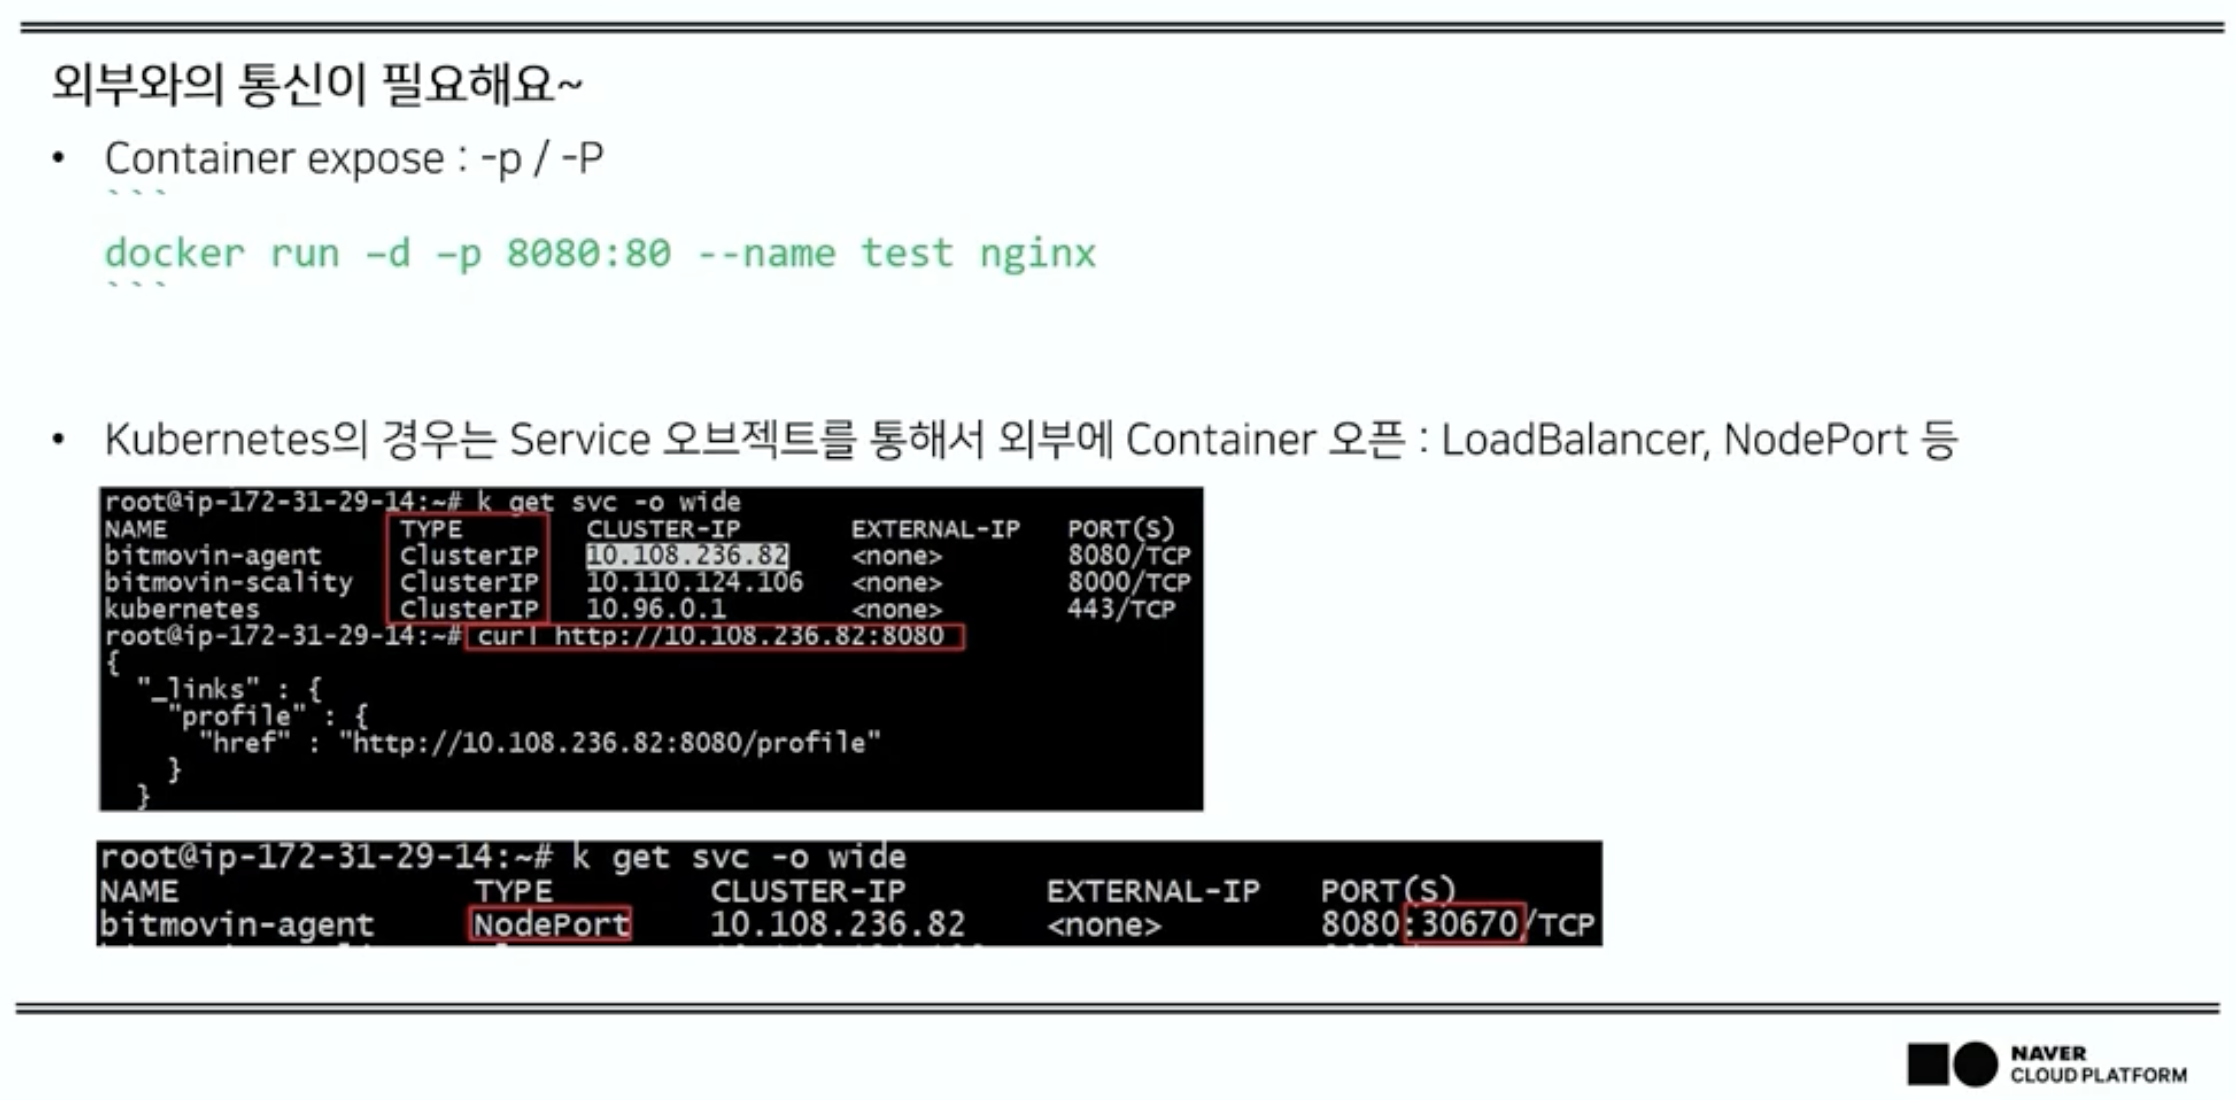 외부와의 통신이 필요해요~
• Container expose : -p / -P
```
docker run –d –p 8080:80 --name test nginx
```
• Kubernetes의 경우는 Service 오브젝트를 통해서 외부에 Container 오픈 : LoadBalancer, NodePort 등
root@ip-172-31-29-14:~# k get svc -o wide
NAME TYPE CLUSTER-IP EXTERNAL-IP PORT(S)
bitmovin-agent ClusterIP 10.108.236.82 <none> 8080/TCP
bitmovin-scality ClusterIP 10.110.124.106 <none> 8000/TCP
kubernetes ClusterIP 10.96.0.1 <none> 443/TCP
root@ip-172-31-29-14:~# curl http://10.108.236.82:8080
{
"_links" : {
"profile" : {
"href" : "http://10.108.236.82:8080/profile"
}
}
root@ip-172-31-29-14:~# k get svc -o wide
NAME TYPE CLUSTER-IP EXTERNAL-IP PORT(S)
bitmovin-agent NodePort 10.108.236.82 <none> 8080:30670/TCP
NAVER
CLOUD PLATFORM